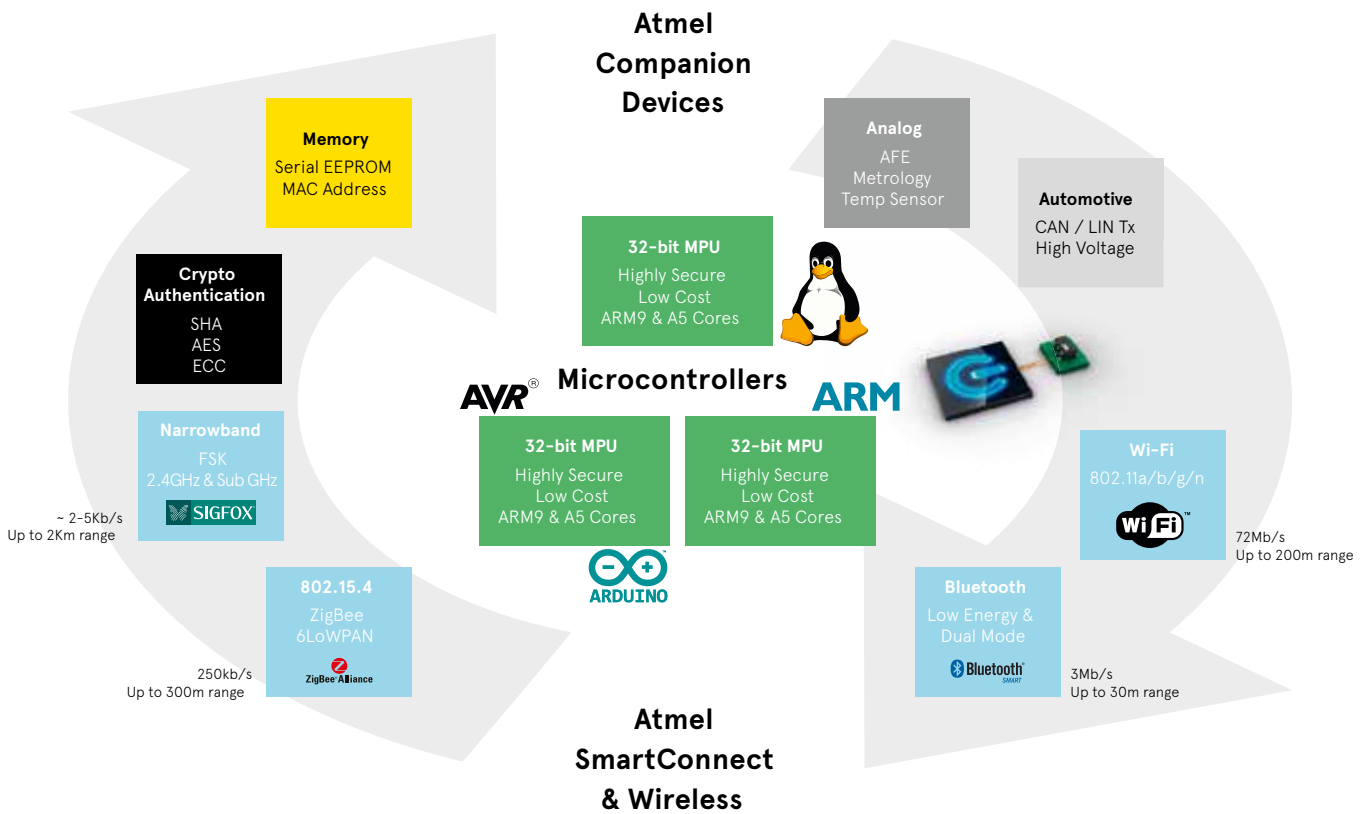 Atmel
Companion
Devices
Memory
Serial EEPROM
MAC Address
Analog
AFE
Metrology
Temp Sensor
Automotive
CAN / LIN Tx
High Voltage
Crypto
Authentication
SHA
AES
ECC
32-bit MPU
Highly Secure
Low Cost
ARM9 & A5 Cores
AVR®
Microcontrollers
ARM
Narrowband
FSK
2.4GHz & Sub GHz
SIGFOX
~ 2-5Kb/s
Up to 2Km range
32-bit MPU
Highly Secure
Low Cost
ARM9 & A5 Cores
32-bit MPU
Highly Secure
Low Cost
ARM9 & A5 Cores
Wi-Fi
802.11a/b/g/n
Wi Fi™
72Mb/s
Up to 200m range
ARDUINO
802.15.4
ZigBee
6LoWPAN
ZigBee® Alliance
250kb/s
Up to 300m range
Bluetooth
Low Energy &
Dual Mode
Bluetooth®
SMART
3Mb/s
Up to 30m range
Atmel
SmartConnect
& Wireless